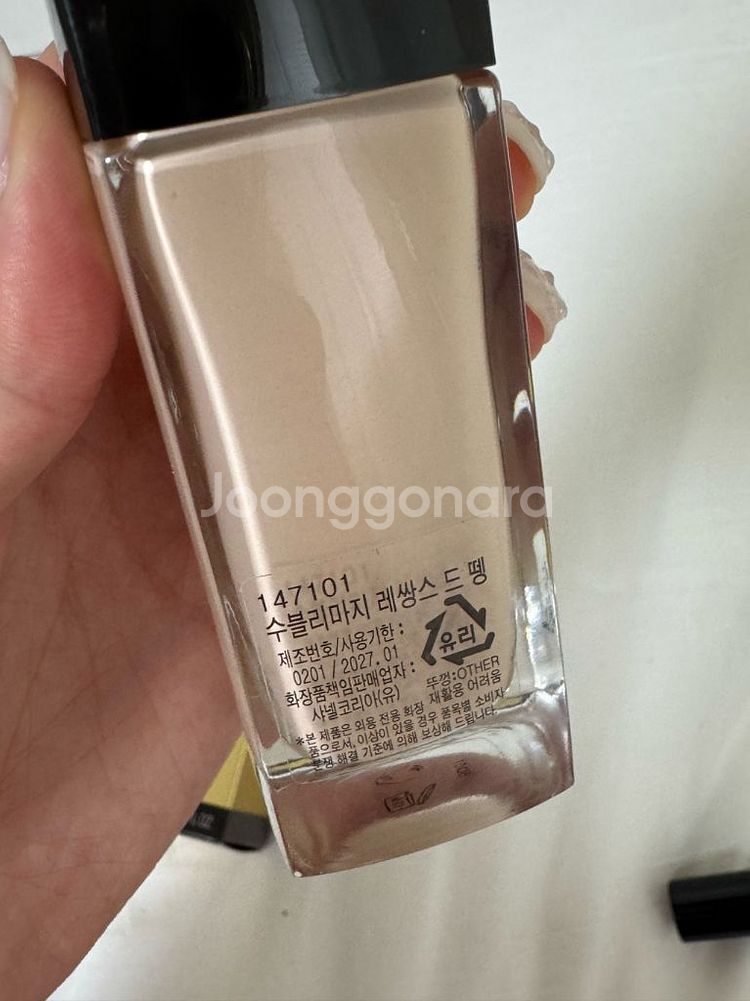 Joonggonara
147101
수블리마지 레쌍스 드 뗑
제조번호/사용기한 :
0201 / 2027. 01
유리
화장품책임판매업자 :
뚜껑:OTHER
샤넬코리아(유)
재활용 어려움
*본 제품은 외용 전용 화장
품으로서, 이상이 있을 경우 품목별 소비자
분쟁 해결 기준에 의해 보상해 드립니다.